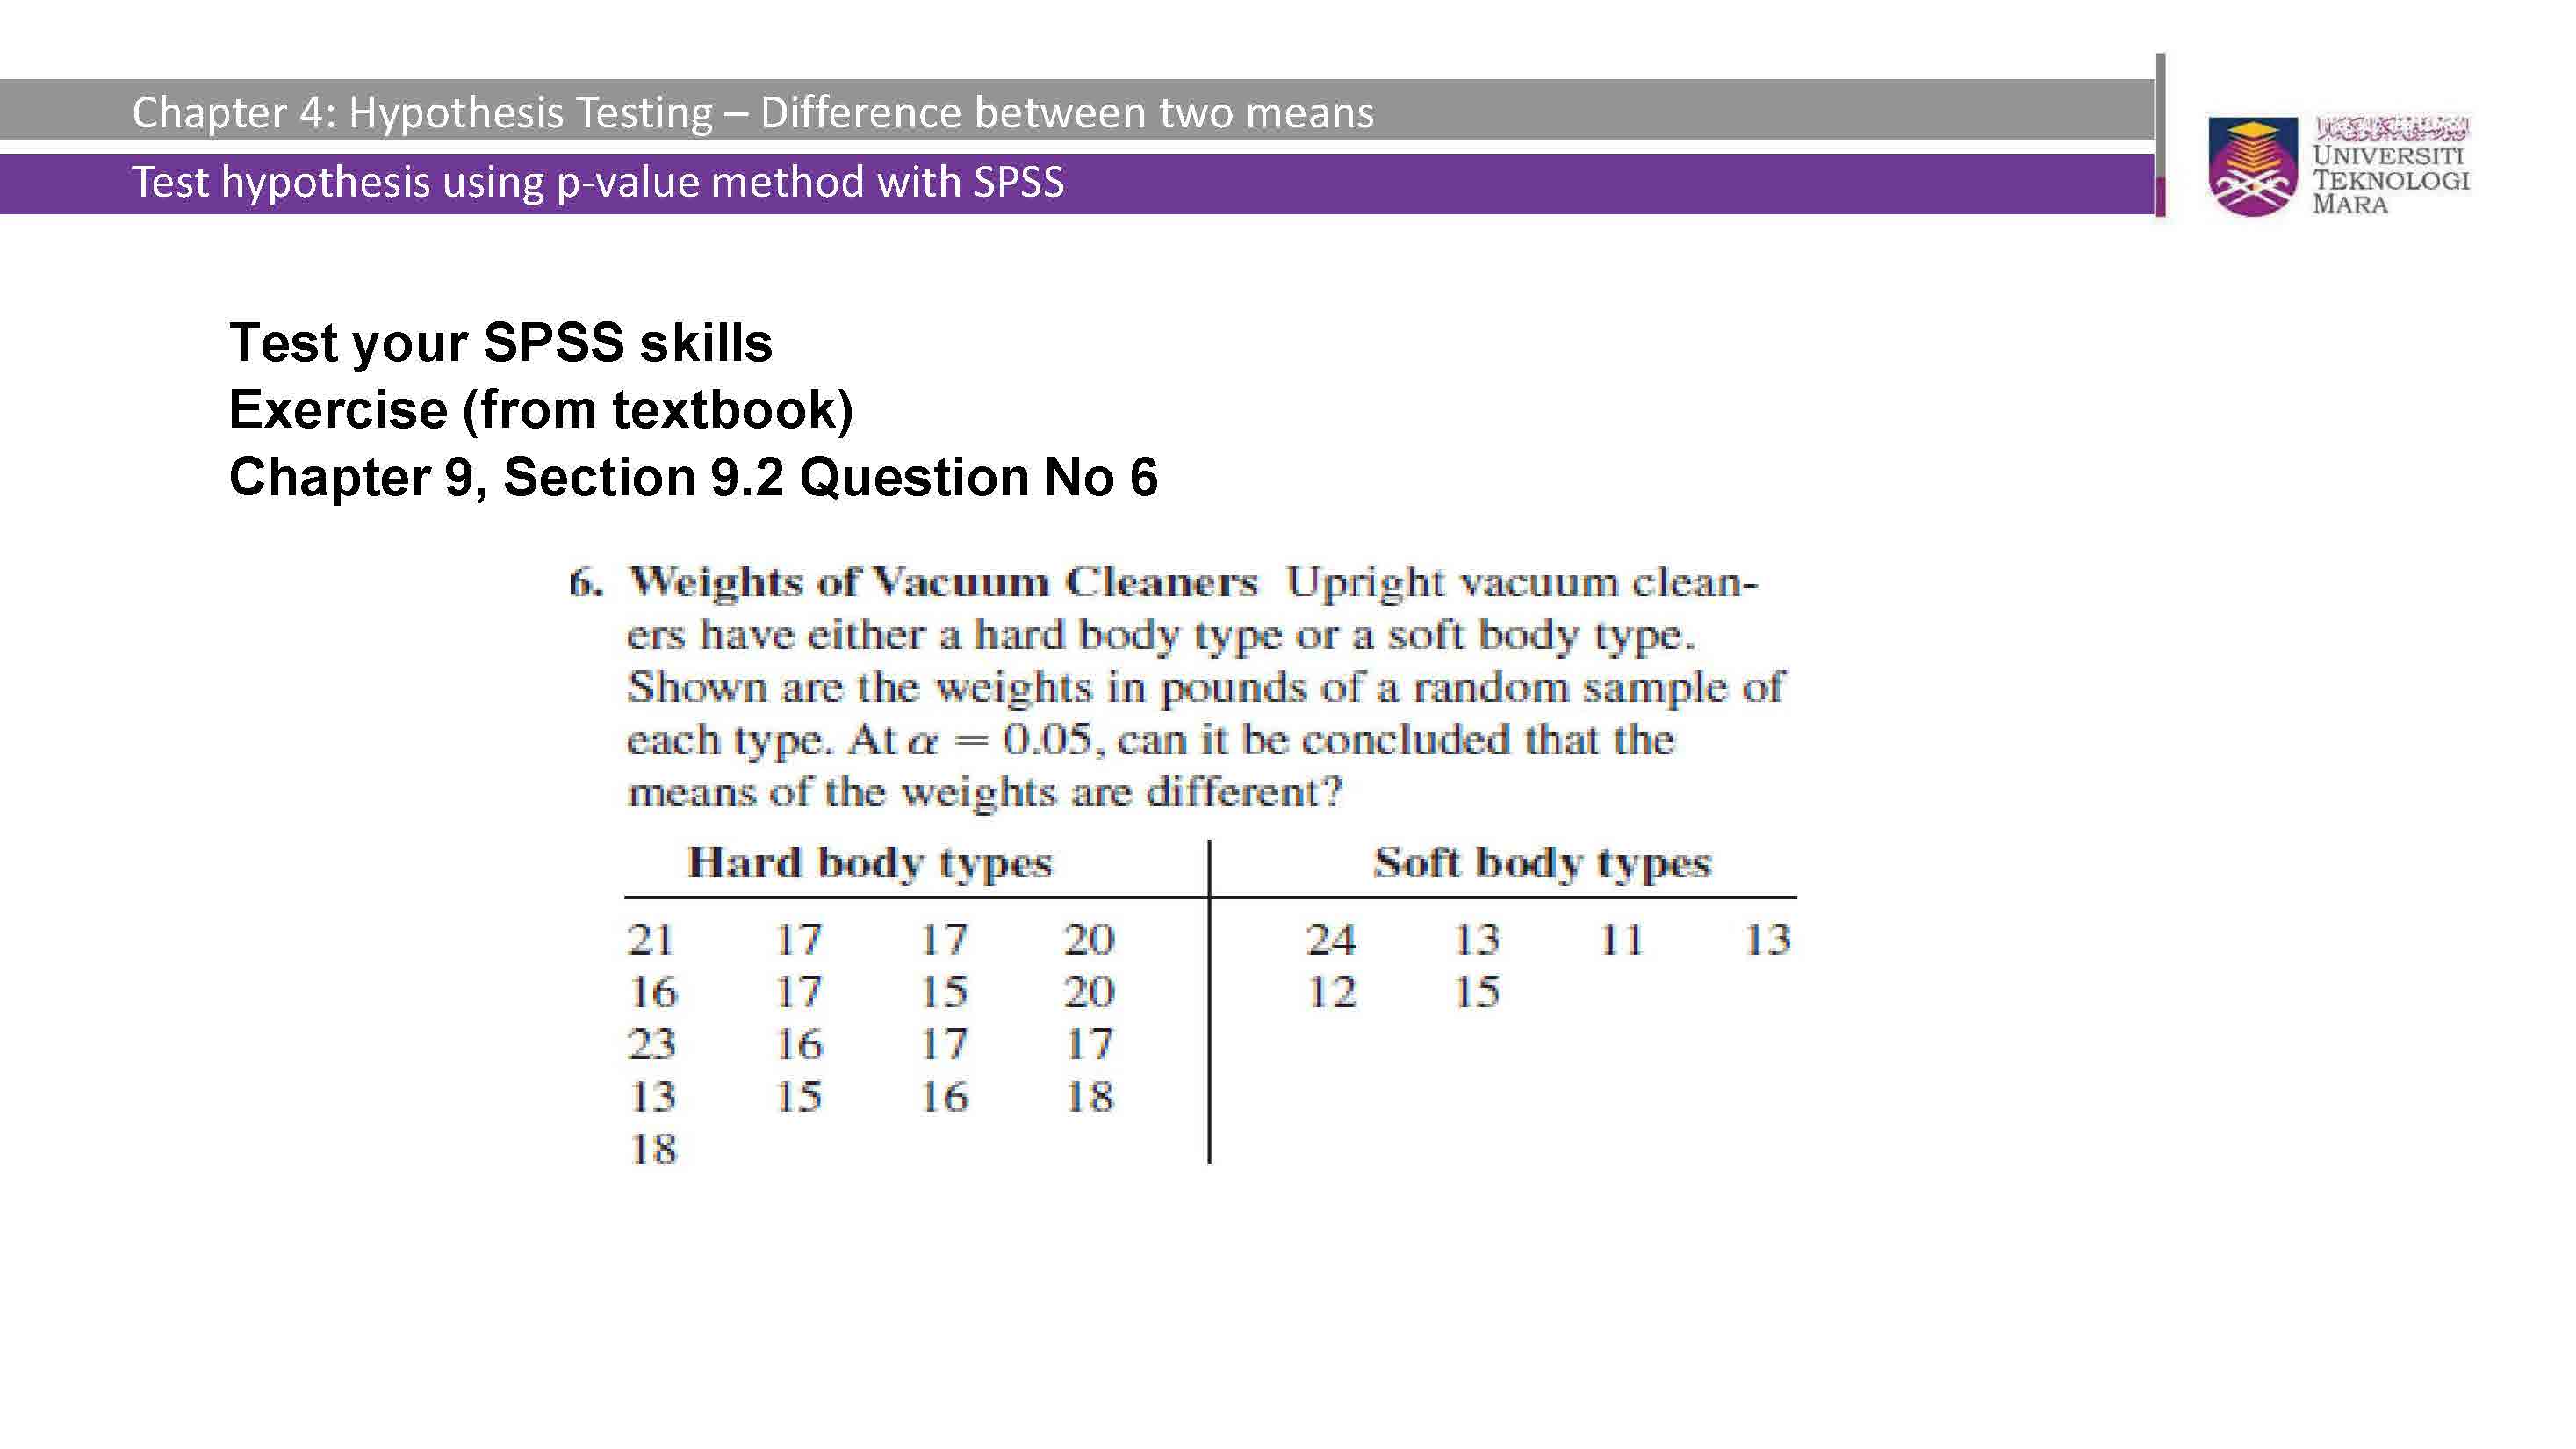 Chapter 4: Hypothesis Testing – Difference between two means
Test hypothesis using p-value method with SPSS
UNIVERSITI
TEKNOLOGI
MARA
Test your SPSS skills
Exercise (from textbook)
Chapter 9, Section 9.2 Question No 6
6. Weights of Vacuum Cleaners Upright vacuum clean-
ers have either a hard body type or a soft body type.
Shown are the weights in pounds of a random sample of
each type. At α = 0.05, can it be concluded that the
means of the weights are different?
Hard body types Soft body types
21 17 17 20 24 13 11 13
16 17 15 20 12 15
23 16 17 17
13 15 16 18
18